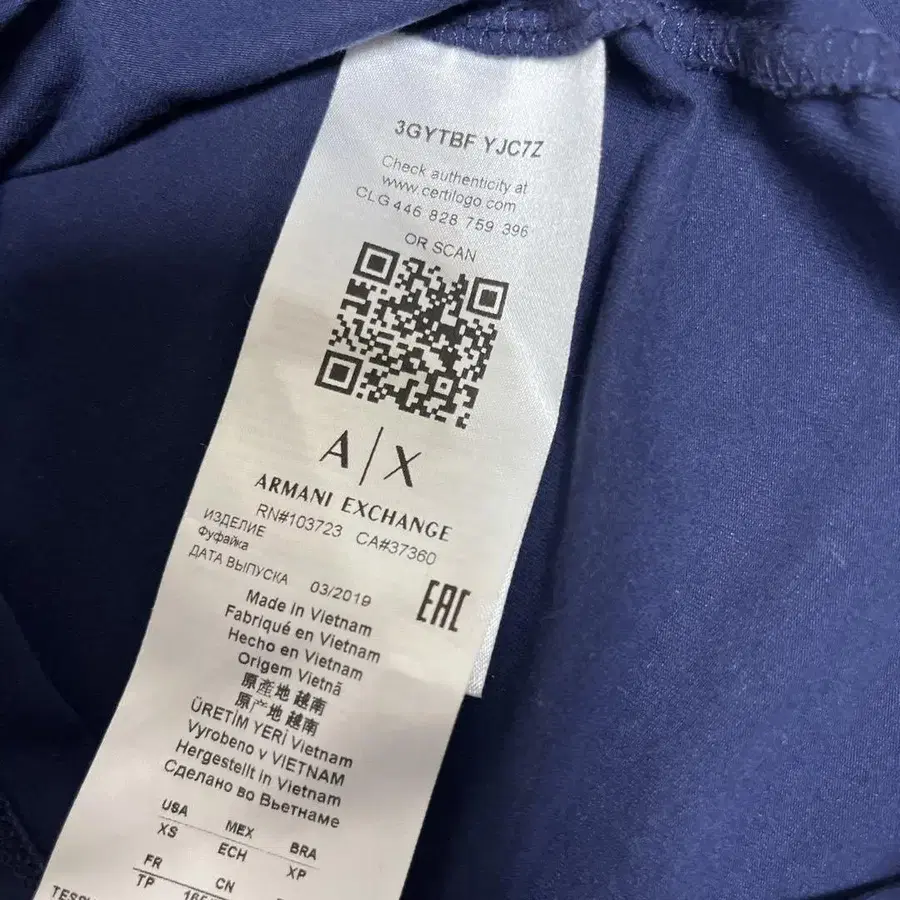 3GYTBF YJC7Z
Check authenticity at
www.certilogo.com
CLG 446 828 759 396
OR SCAN
A|X
ARMANI EXCHANGE
RN#103723 CA#37360
ИЗДЕЛИЕ
Фуфайка
ДАТА ВЫПУСКА 03/2019
EAC
Made in Vietnam
Fabriqué en Vietnam
Hecho en Vietnam
Origem Vietnã
原產地 越南
原产地 越南
ÜRETİM YERİ Vietnam
Vyrobeno v VIETNAM
Hergestellt in Vietnam
Сделано во Вьетнаме
USA MEX BRA
XS ECH XP
FR CN
TP